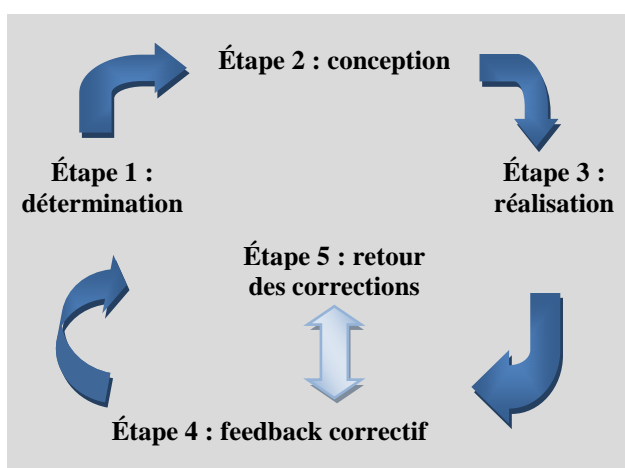 Étape 2 : conception
Étape 1 :
détermination
Étape 3 :
réalisation
Étape 5 : retour
des corrections
Étape 4 : feedback correctif